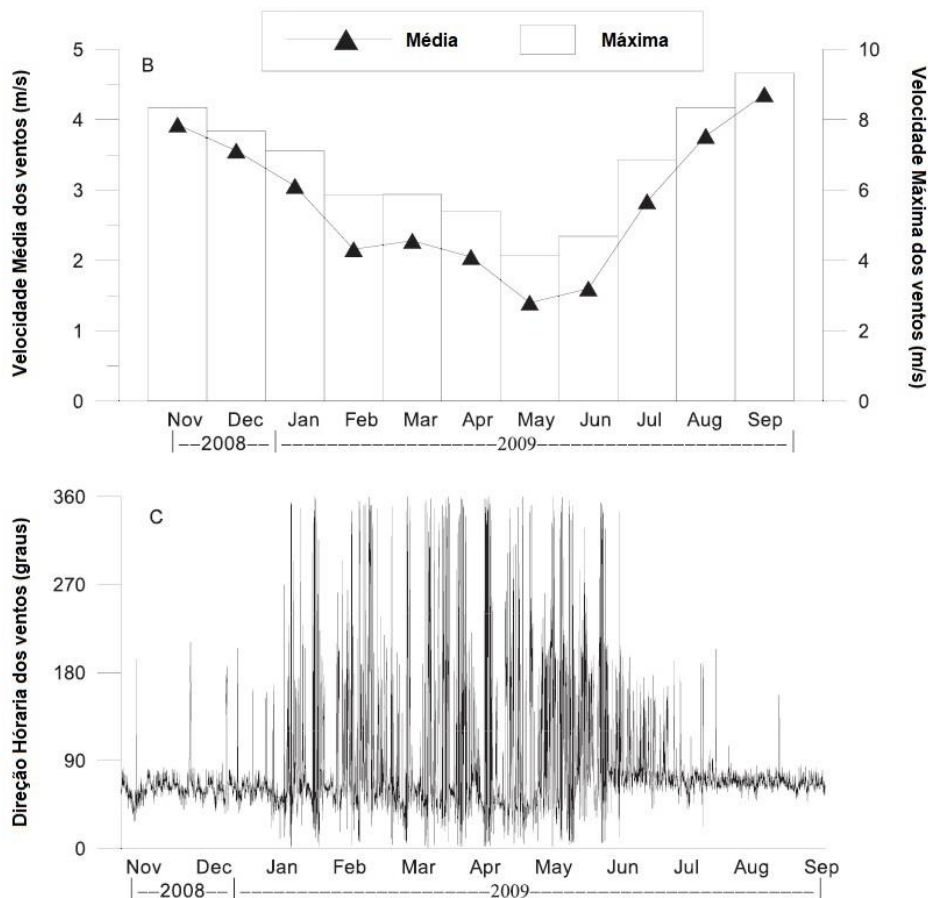 Média Máxima
B
Velocidade Média dos ventos (m/s)
5
4
3
2
1
0
Velocidade Máxima dos ventos (m/s)
10
8
6
4
2
0
Nov Dec Jan Feb Mar Apr May Jun Jul Aug Sep
|––2008––––|––––2009––––|
C
Direção Hóraria dos ventos (graus)
360
270
180
90
0
Nov Dec Jan Feb Mar Apr May Jun Jul Aug Sep
|––2008––––|––––2009––––|